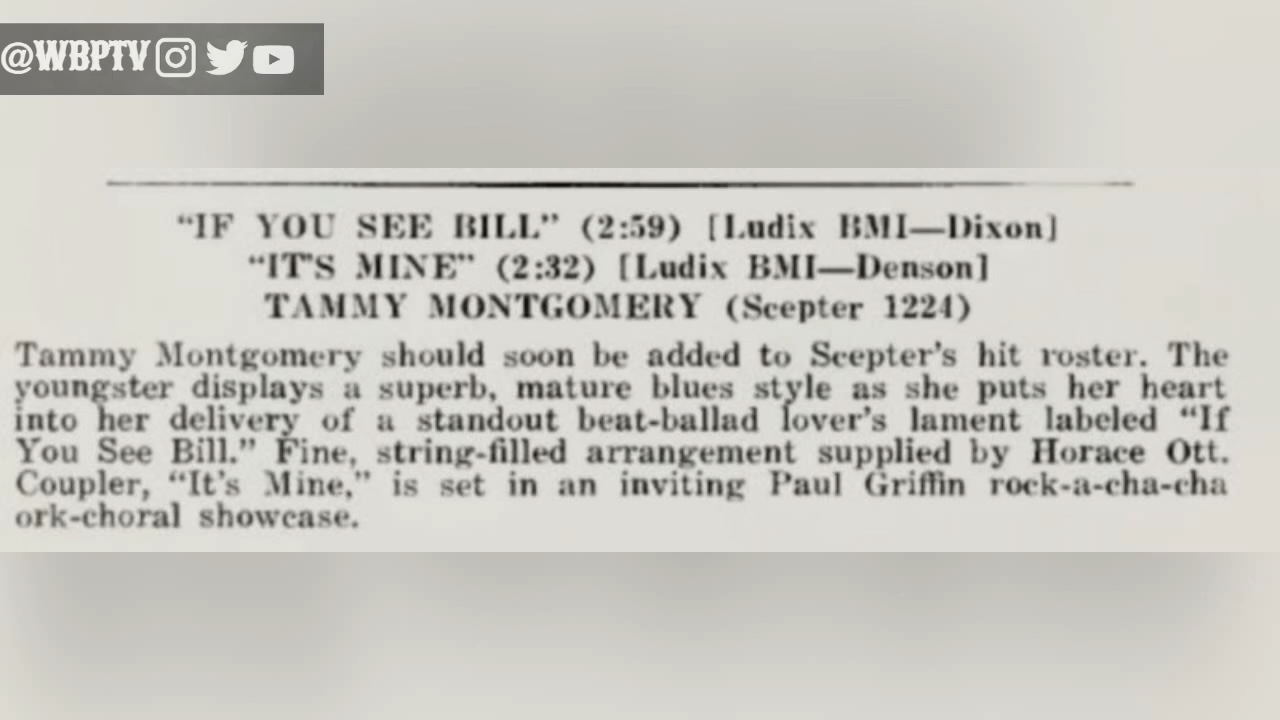 @WBPTV
“IF YOU SEE BILL” (2:59) [Ludix BMI—Dixon]
“IT'S MINE” (2:32) [Ludix BMI—Denson]
TAMMY MONTGOMERY (Scepter 1224)
Tammy Montgomery should soon be added to Scepter's hit roster. The
youngster displays a superb, mature blues style as she puts her heart
into her delivery of a standout beat-ballad lover's lament labeled “If
You See Bill.” Fine, string-filled arrangement supplied by Horace Ott.
Coupler, “It's Mine,” is set in an inviting Paul Griffin rock-a-cha-cha
ork-choral showcase.